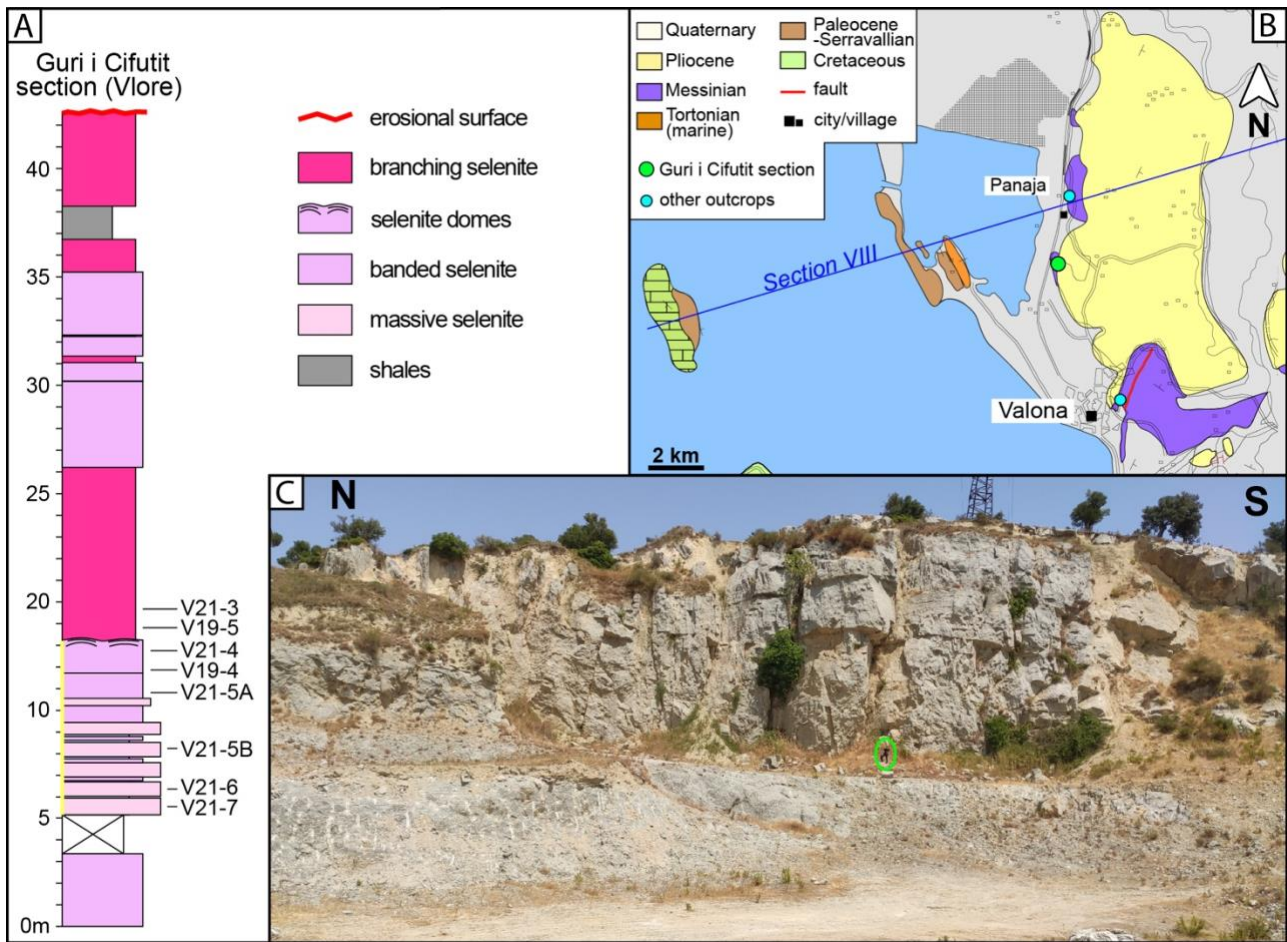 A
Guri i Cifutit
section (Vlore)
40
35
30
25
20
15
10
5
0m
V21-3
V19-5
V21-4
V19-4
V21-5A
V21-5B
V21-6
V21-7
erosional surface
branching selenite
selenite domes
banded selenite
massive selenite
shales
B
Quaternary
Pliocene
Messinian
Tortonian
(marine)
Paleocene
-Serravallian
Cretaceous
fault
city/village
Guri i Cifutit section
other outcrops
N
Panaja
Section VIII
Valona
2 km
C
N
S